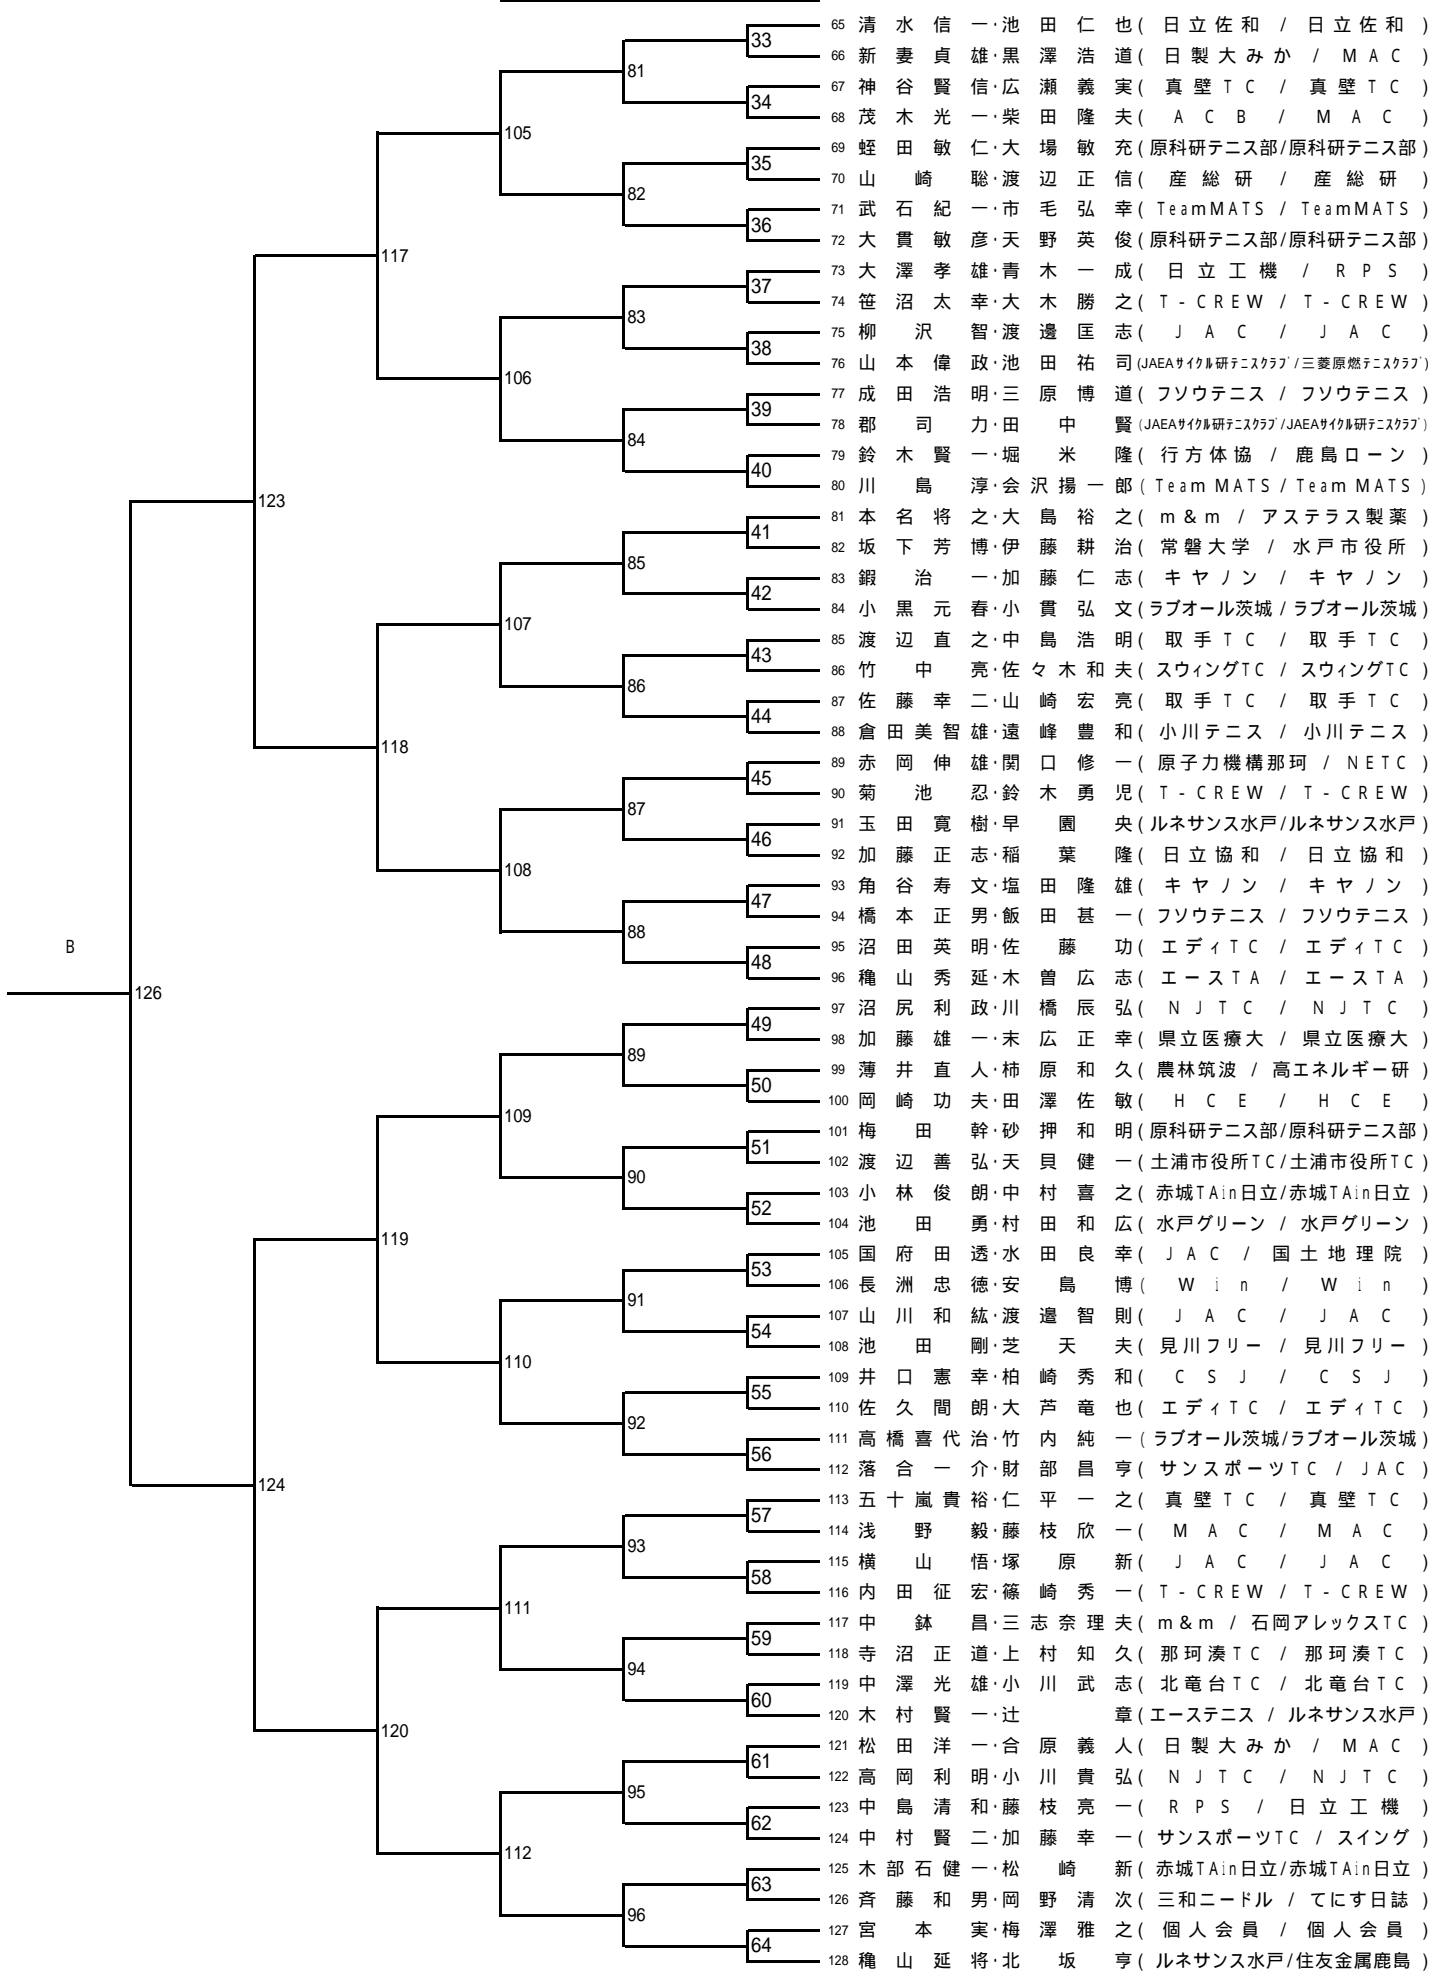 65 清水信一・池田仁也 ( 日立佐和 / 日立佐和 )
33
66 新妻貞雄・黒澤浩道 ( 日製大みか / MAC )
81
67 神谷賢信・広瀬義実 ( 真壁TC / 真壁TC )
34
68 茂木光一・柴田隆夫 ( ACB / MAC )
105
69 蛭田敏仁・大場敏充 ( 原科研テニス部/原科研テニス部 )
35
70 山崎聡・渡辺正信 ( 産総研 / 産総研 )
82
71 武石紀一・市毛弘幸 ( TeamMATS / TeamMATS )
36
72 大貫敏彦・天野英俊 ( 原科研テニス部/原科研テニス部 )
117
73 大澤孝雄・青木一成 ( 日立工機 / RPS )
37
74 笹沼太幸・大木勝之 ( T-CREW / T-CREW )
83
75 柳沢智・渡邊匡志 ( JAC / JAC )
38
76 山本偉政・池田祐司 (JAEAサイクル研テニスクラブ/三菱原燃テニスクラブ)
106
77 成田浩明・三原博道 ( フソウテニス / フソウテニス )
39
78 郡司力・田中賢 (JAEAサイクル研テニスクラブ/JAEAサイクル研テニスクラブ)
84
79 鈴木賢一・堀米隆 ( 行方体協 / 鹿島ローン )
40
80 川島淳・会沢揚一郎 ( Team MATS / Team MATS )
123
81 本名将之・大島裕之 ( m&m / アステラス製薬 )
41
82 坂下芳博・伊藤耕治 ( 常磐大学 / 水戸市役所 )
85
83 鍜治一・加藤仁志 ( キヤノン / キヤノン )
42
84 小黒元春・小貫弘文 ( ラブオール茨城 / ラブオール茨城 )
107
85 渡辺直之・中島浩明 ( 取手TC / 取手TC )
43
86 竹中亮・佐々木和夫 ( スウィングTC / スウィングTC )
86
87 佐藤幸二・山崎宏亮 ( 取手TC / 取手TC )
44
88 倉田美智雄・遠峰豊和 ( 小川テニス / 小川テニス )
118
89 赤岡伸雄・関口修一 ( 原子力機構那珂 / NETC )
45
90 菊池忍・鈴木勇児 ( T-CREW / T-CREW )
87
91 玉田寛樹・早園央 ( ルネサンス水戸/ルネサンス水戸 )
46
92 加藤正志・稲葉隆 ( 日立協和 / 日立協和 )
108
93 角谷寿文・塩田隆雄 ( キヤノン / キヤノン )
47
94 橋本正男・飯田甚一 ( フソウテニス / フソウテニス )
88
95 沼田英明・佐藤功 ( エディTC / エディTC )
B
48
96 穐山秀延・木曽広志 ( エースTA / エースTA )
126
97 沼尻利政・川橋辰弘 ( NJTC / NJTC )
49
98 加藤雄一・末広正幸 ( 県立医療大 / 県立医療大 )
89
99 薄井直人・柿原和久 ( 農林筑波 / 高エネルギー研 )
50
100 岡崎功夫・田澤佐敏 ( HCE / HCE )
109
101 梅田幹・砂押和明 ( 原科研テニス部/原科研テニス部 )
51
102 渡辺善弘・天貝健一 ( 土浦市役所TC/土浦市役所TC )
90
103 小林俊朗・中村喜之 ( 赤城TAin日立/赤城TAin日立 )
52
104 池田勇・村田和広 ( 水戸グリーン / 水戸グリーン )
119
105 国府田透・水田良幸 ( JAC / 国土地理院 )
53
106 長洲忠徳・安島博 ( Win / Win )
91
107 山川和紘・渡邉智則 ( JAC / JAC )
54
108 池田剛・芝天夫 ( 見川フリー / 見川フリー )
110
109 井口憲幸・柏崎秀和 ( CSJ / CSJ )
55
110 佐久間朗・大芦竜也 ( エディTC / エディTC )
92
111 高橋喜代治・竹内純一 ( ラブオール茨城/ラブオール茨城 )
56
112 落合一介・財部昌亨 ( サンスポーツTC / JAC )
124
113 五十嵐貴裕・仁平一之 ( 真壁TC / 真壁TC )
57
114 浅野毅・藤枝欣一 ( MAC / MAC )
93
115 横山悟・塚原新 ( JAC / JAC )
58
116 内田征宏・篠崎秀一 ( T-CREW / T-CREW )
111
117 中鉢昌・三志奈理夫 ( m&m / 石岡アレックスTC )
59
118 寺沼正道・上村知久 ( 那珂湊TC / 那珂湊TC )
94
119 中澤光雄・小川武志 ( 北竜台TC / 北竜台TC )
60
120 木村賢一・辻章 ( エーステニス / ルネサンス水戸 )
120
121 松田洋一・合原義人 ( 日製大みか / MAC )
61
122 高岡利明・小川貴弘 ( NJTC / NJTC )
95
123 中島清和・藤枝亮一 ( RPS / 日立工機 )
62
124 中村賢二・加藤幸一 ( サンスポーツTC / スイング )
112
125 木部石健一・松崎新 ( 赤城TAin日立/赤城TAin日立 )
63
126 斉藤和男・岡野清次 ( 三和ニードル / てにす日誌 )
96
127 宮本実・梅澤雅之 ( 個人会員 / 個人会員 )
64
128 穐山延将・北坂亨 ( ルネサンス水戸/住友金属鹿島 )